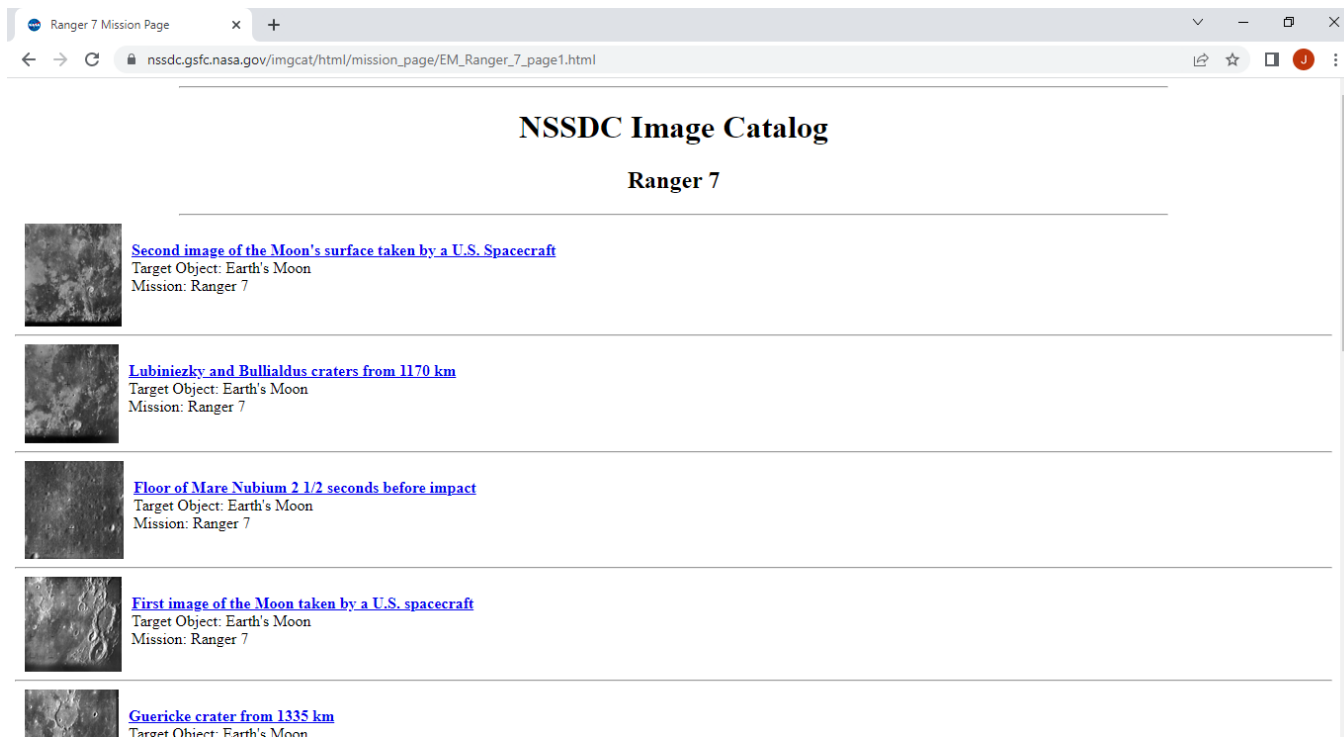 Ranger 7 Mission Page
nssdc.gsfc.nasa.gov/imgcat/html/mission_page/EM_Ranger_7_page1.html
J
NSSDC Image Catalog
Ranger 7
Second image of the Moon's surface taken by a U.S. Spacecraft
Target Object: Earth's Moon
Mission: Ranger 7
Lubiniezky and Bullialdus craters from 1170 km
Target Object: Earth's Moon
Mission: Ranger 7
Floor of Mare Nubium 2 1/2 seconds before impact
Target Object: Earth's Moon
Mission: Ranger 7
First image of the Moon taken by a U.S. spacecraft
Target Object: Earth's Moon
Mission: Ranger 7
Guericke crater from 1335 km
Target Object: Earth's Moon